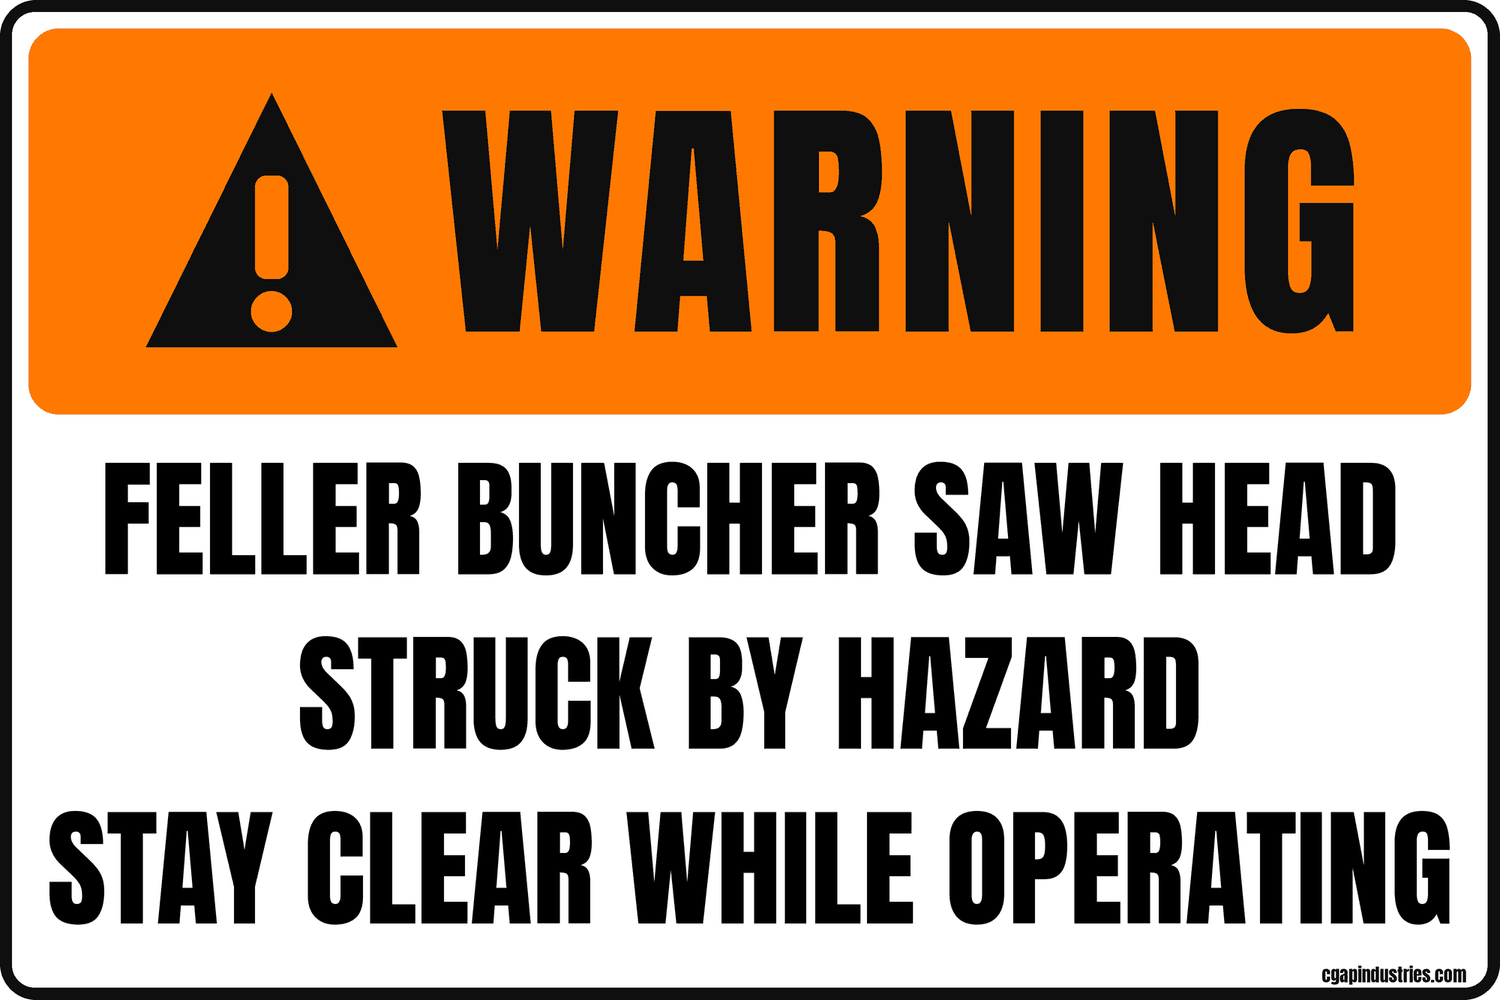 WARNING
FELLER BUNCHER SAW HEAD
STRUCK BY HAZARD
STAY CLEAR WHILE OPERATING
cgapindustries.com